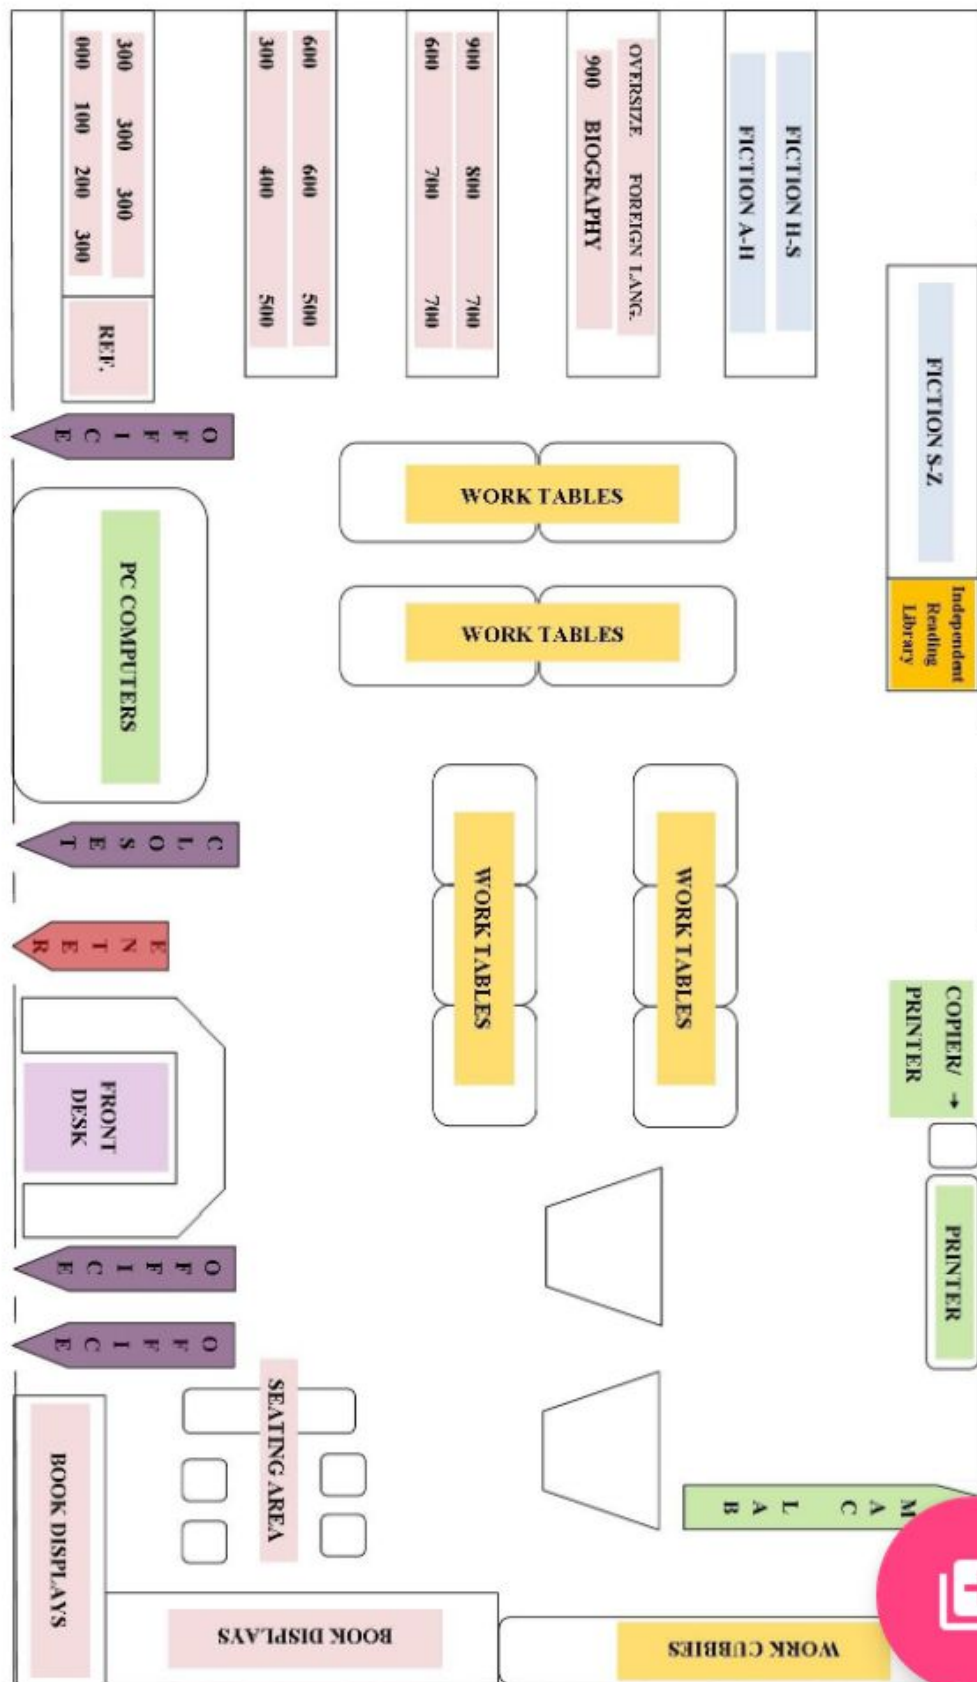 300 300 300
000 100 200 300
REF.
600 600 500
300 400 500
900 800 700
600 700 700
OVERSIZE FOREIGN LANG.
900 BIOGRAPHY
FICTION H-S
FICTION A-H
FICTION S-Z
Independent
Reading
Library
OFFICE
WORK TABLES
WORK TABLES
PC COMPUTERS
CLOSET
ENTER
WORK TABLES
WORK TABLES
COPIER/ →
PRINTER
PRINTER
FRONT
DESK
OFFICE
OFFICE
SEATING AREA
MAC LAB
BOOK DISPLAYS
BOOK DISPLAYS
WORK CUBBIES